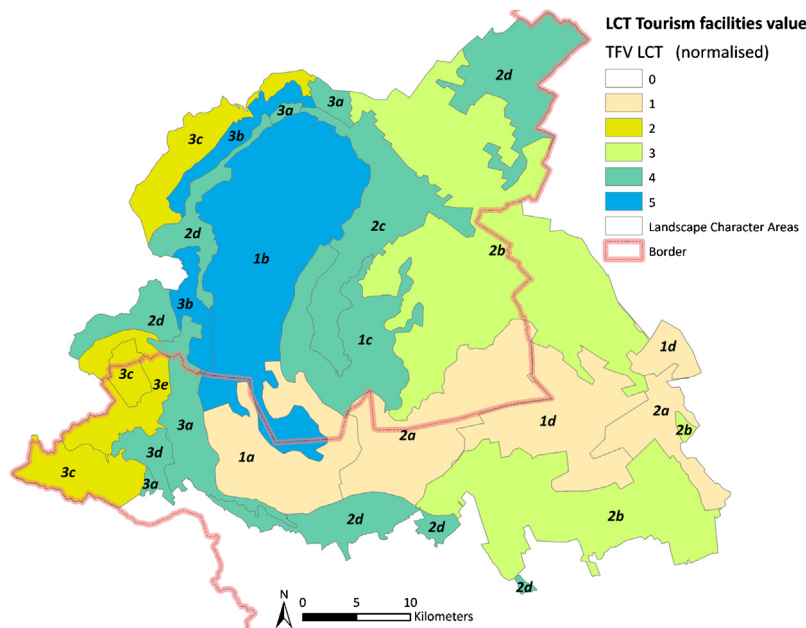 LCT Tourism facilities value
TFV LCT (normalised)
0
1
2
3
4
5
Landscape Character Areas
Border
2d
3a
3a
3b
3c
2d
2c
2b
1b
3b
2d
1c
1d
3c
3e
2a
3a
2a
1d
2b
3d
1a
3c
3a
2d
2d
2b
2d
N
0 5 10
Kilometers